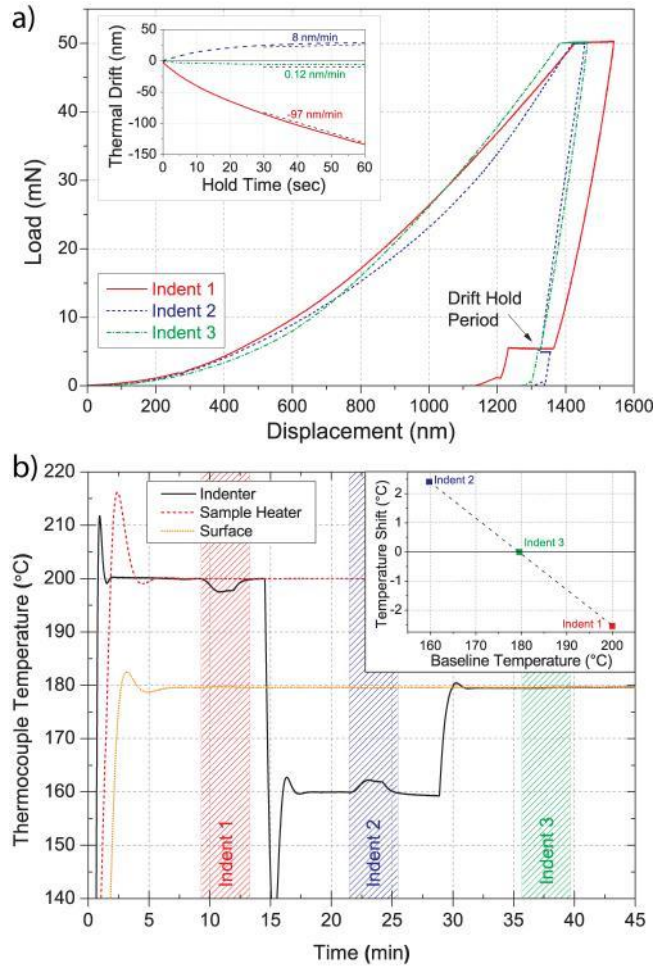 a)
50
0
-50
-100
-150
Thermal Drift (nm)
8 nm/min
0.12 nm/min
-97 nm/min
0 10 20 30 40 50 60
Hold Time (sec)
60
50
40
30
20
10
0
Load (mN)
Indent 1
Indent 2
Indent 3
Drift Hold
Period
0 200 400 600 800 1000 1200 1400 1600
Displacement (nm)
b)
220
210
200
190
180
170
160
150
140
Thermocouple Temperature (°C)
Indenter
Sample Heater
Surface
Indent 1
Indent 2
Indent 3
2
0
-2
Temperature Shift (°C)
Indent 2
Indent 3
Indent 1
160 170 180 190 200
Baseline Temperature (°C)
0 5 10 15 20 25 30 35 40 45
Time (min)